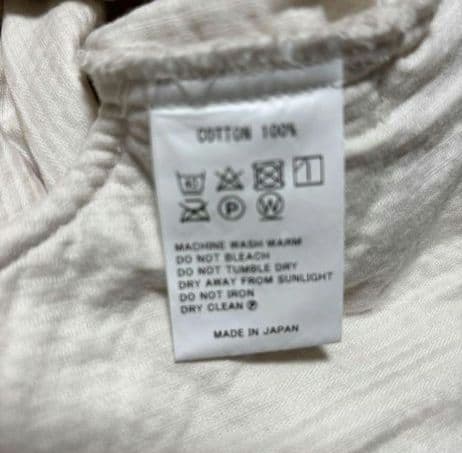 COTTON 100%
P W
MACHINE WASH WARM
DO NOT BLEACH
DO NOT TUMBLE DRY
DRY AWAY FROM SUNLIGHT
DO NOT IRON
DRY CLEAN Ⓟ
MADE IN JAPAN